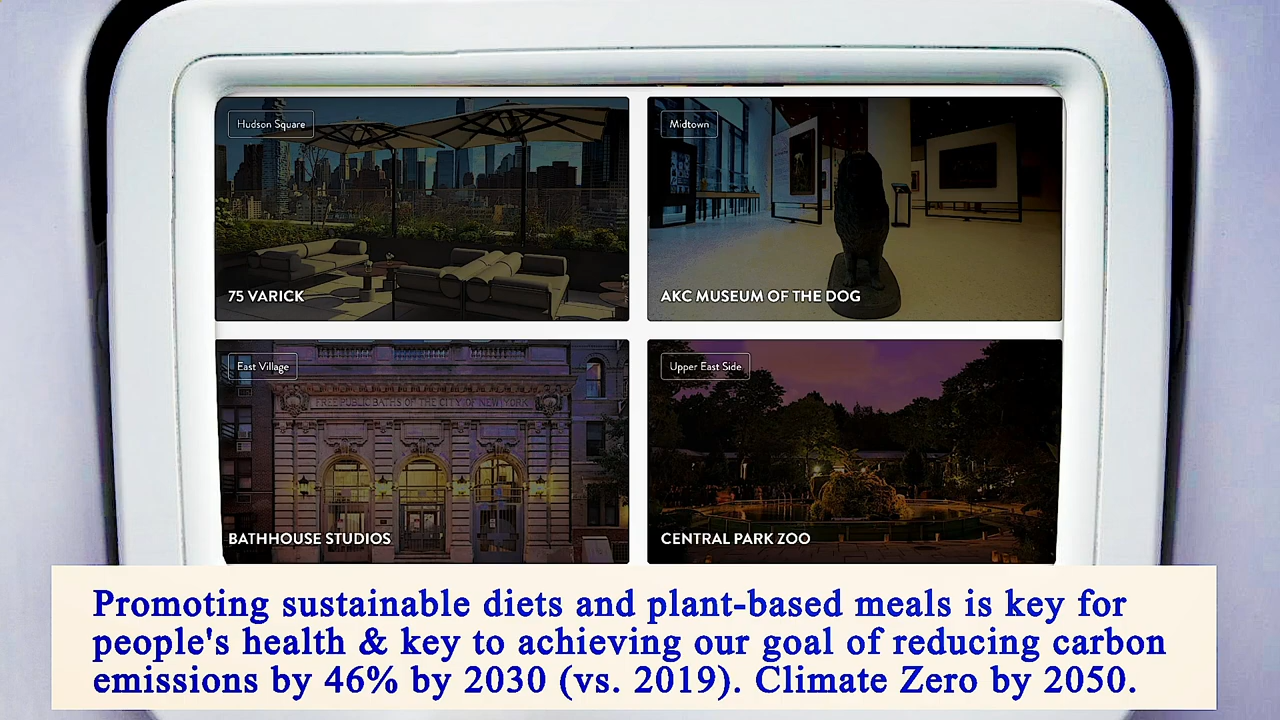 Hudson Square
75 VARICK
Midtown
AKC MUSEUM OF THE DOG
East Village
FREE PUBLIC BATHS OF THE CITY OF NEW YORK
BATHHOUSE STUDIOS
Upper East Side
CENTRAL PARK ZOO
Promoting sustainable diets and plant-based meals is key for
people's health & key to achieving our goal of reducing carbon
emissions by 46% by 2030 (vs. 2019). Climate Zero by 2050.